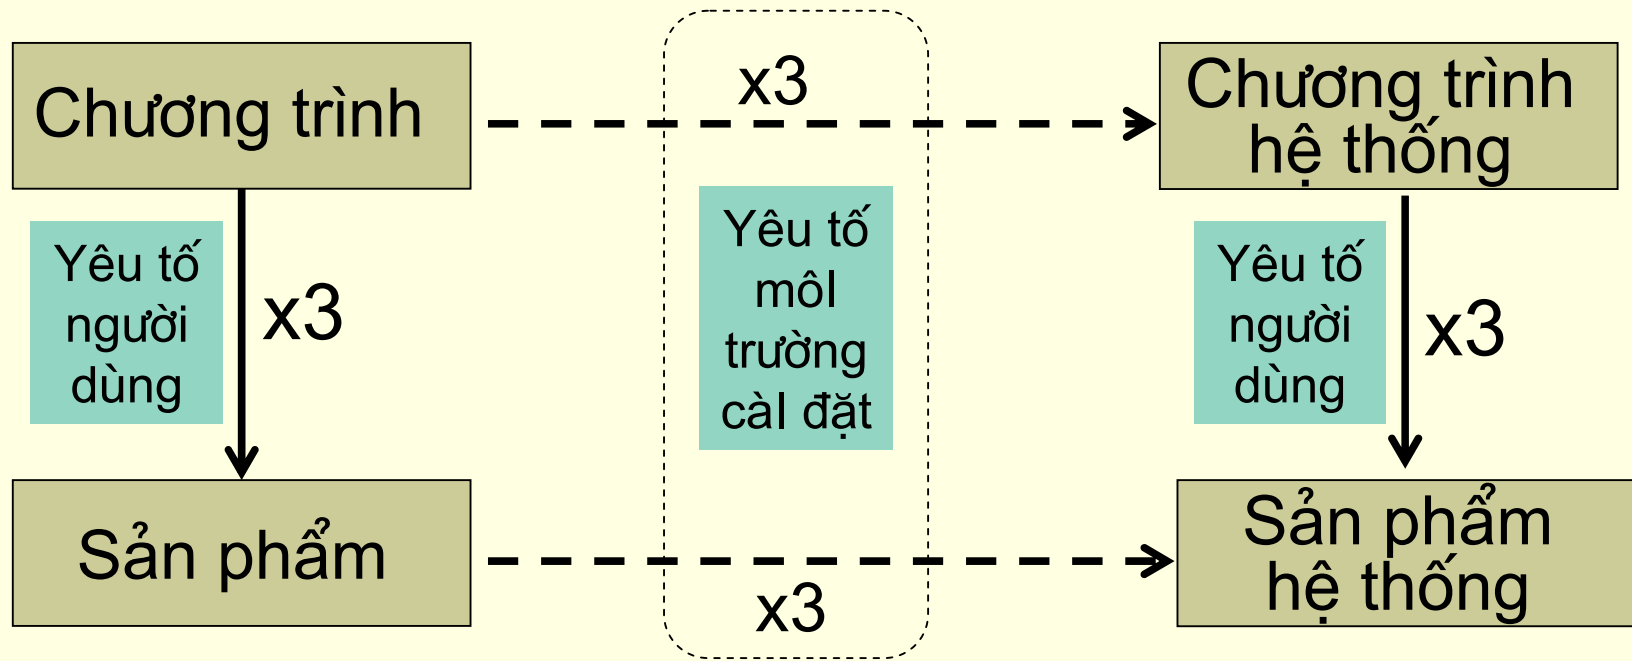 Chương trình
x3
Chương trình
hệ thống
Yêu tố
người
dùng
x3
Yêu tố
môI
trường
càI đặt
Yêu tố
người
dùng
x3
Sản phẩm
x3
Sản phẩm
hệ thống